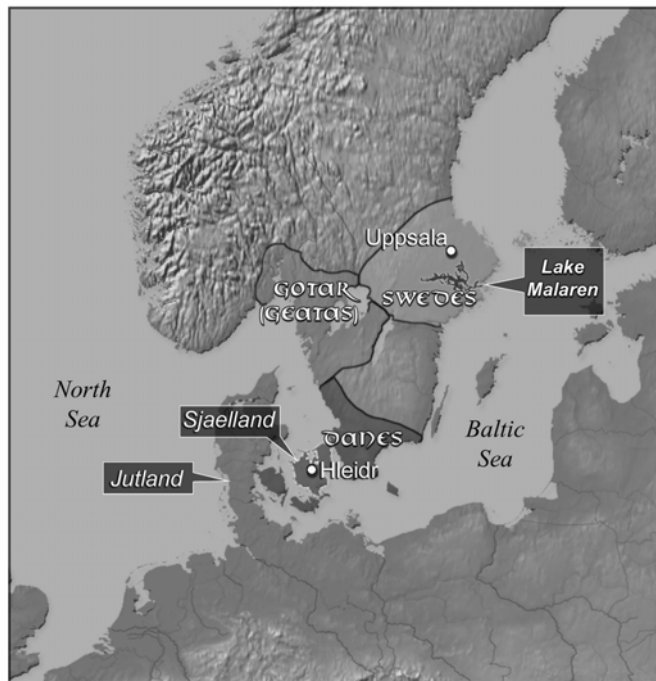 Uppsala
Lake
Malaren
GOTAR
(GEATAS)
SWEDES
North
Sea
Sjaelland
DANES
Baltic
Sea
Hleidr
Jutland